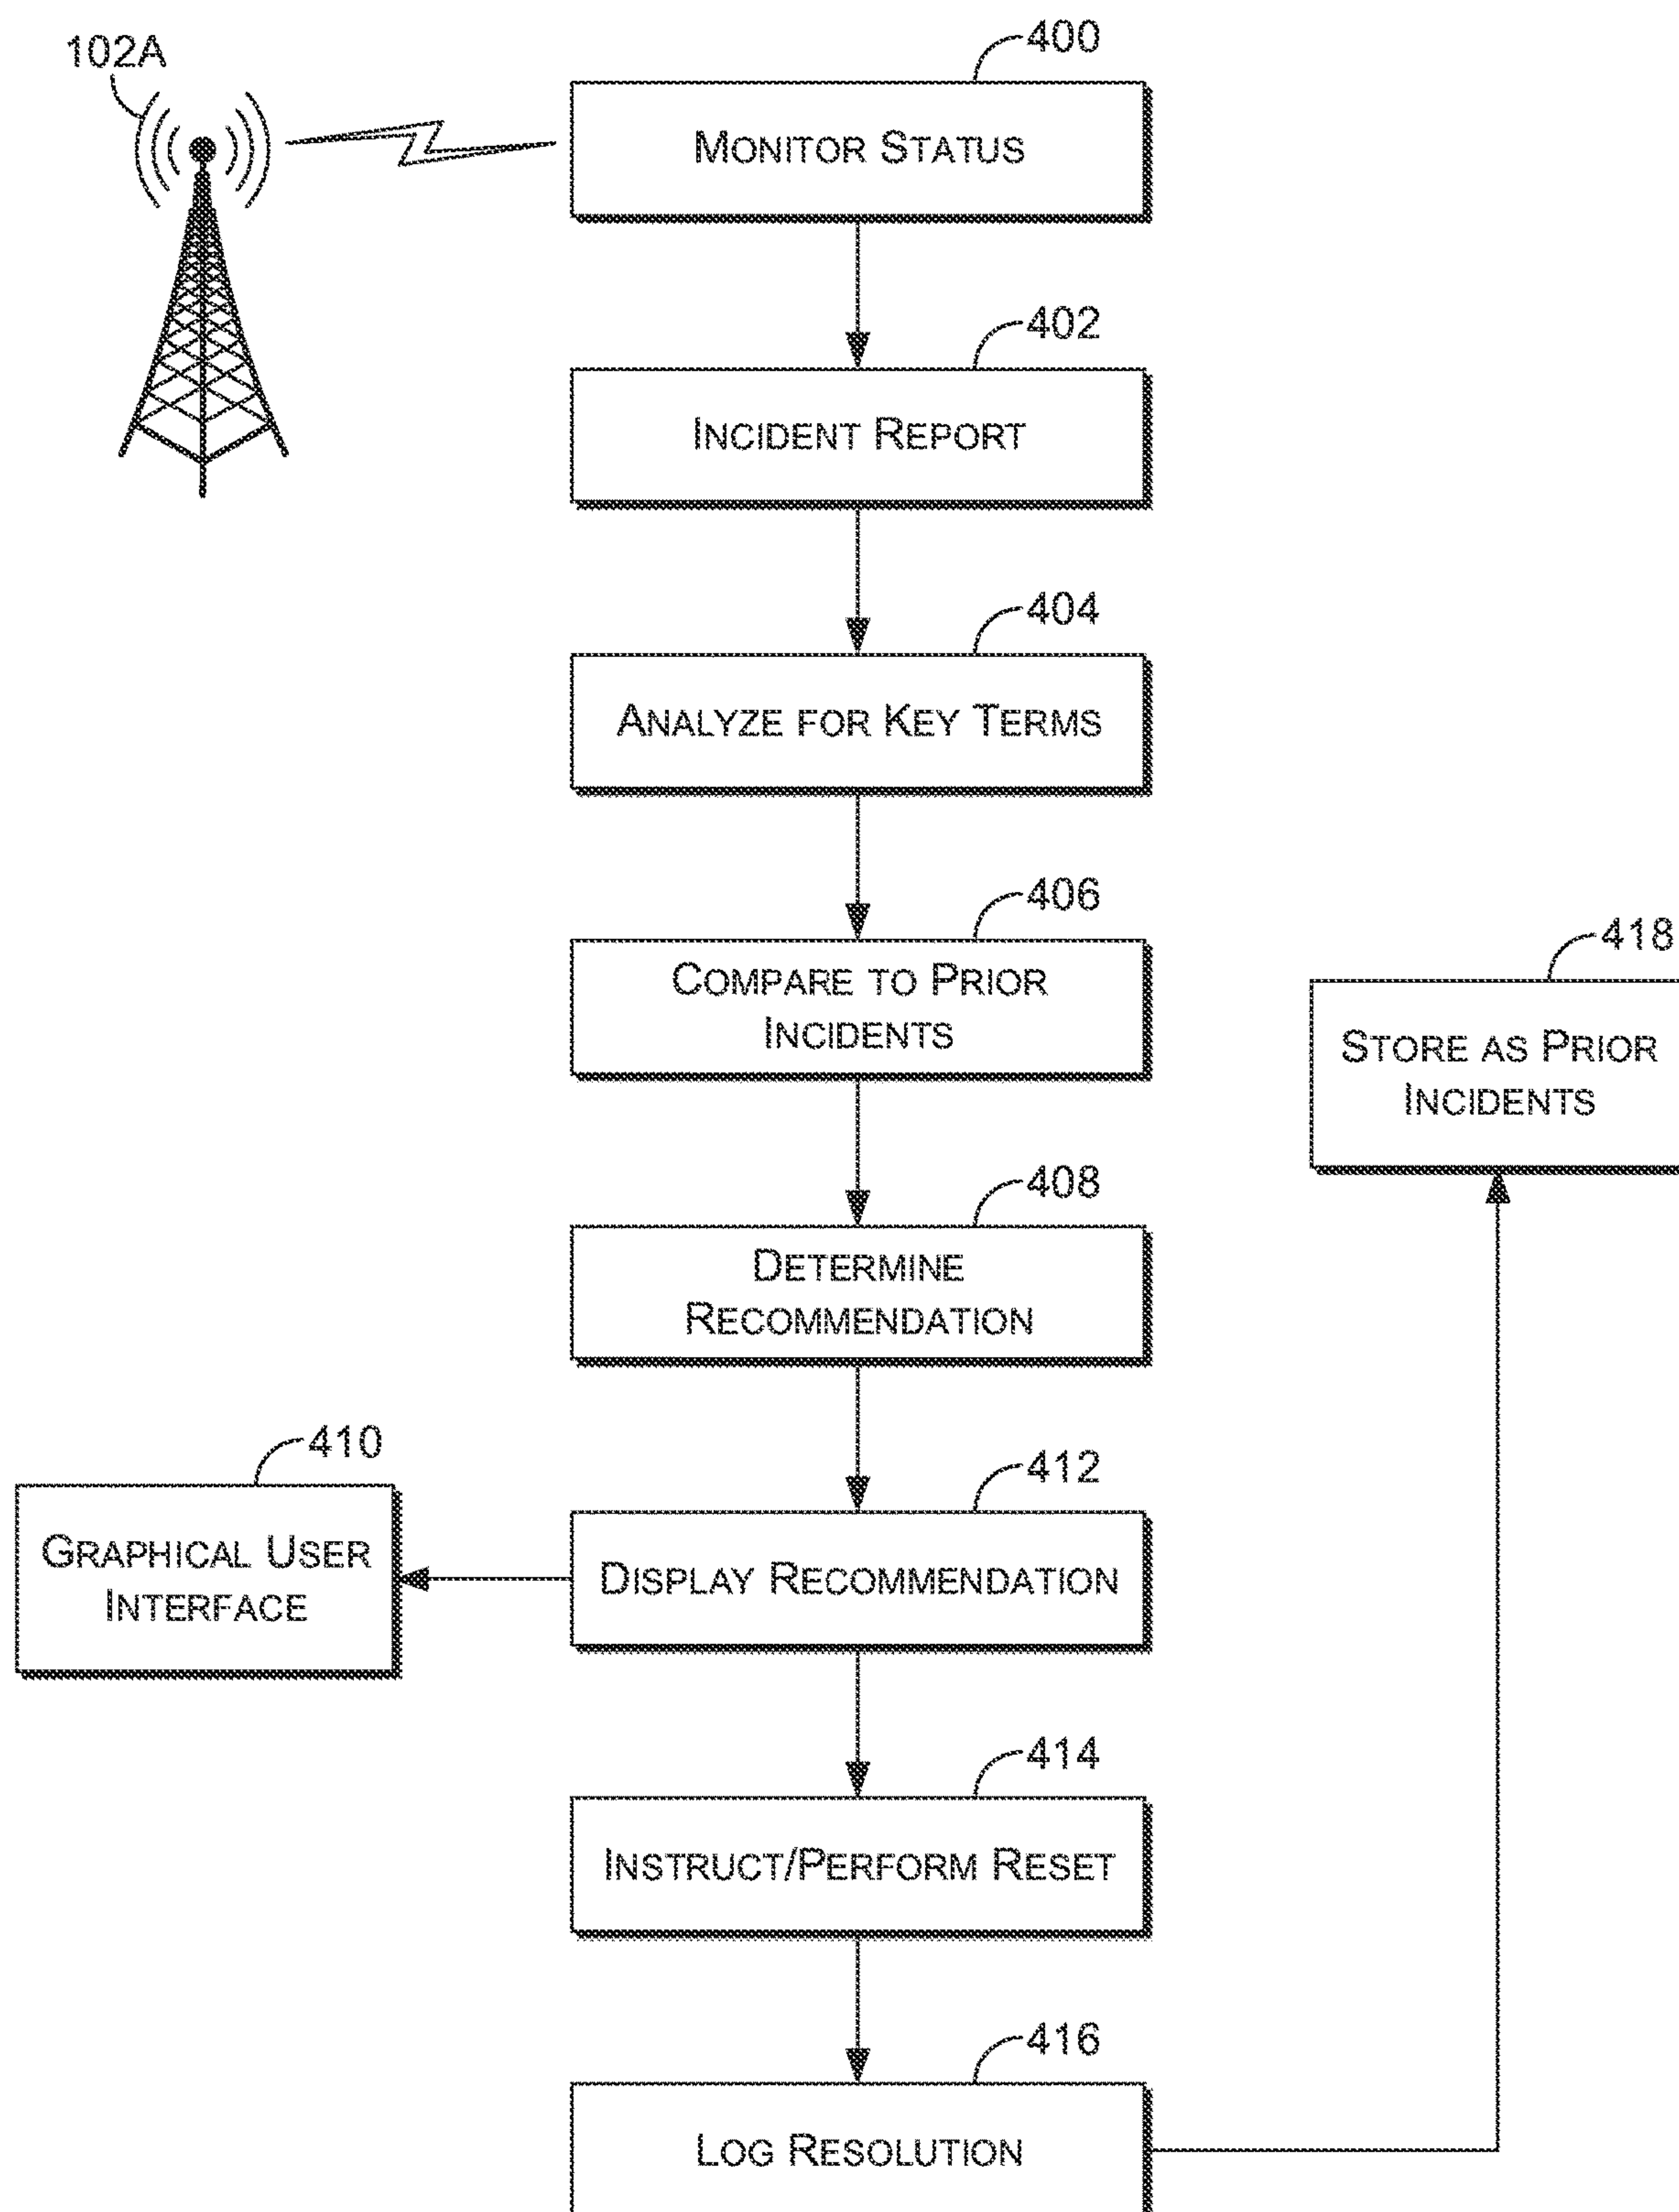 102A
400
MONITOR STATUS
402
INCIDENT REPORT
404
ANALYZE FOR KEY TERMS
406
COMPARE TO PRIOR
INCIDENTS
418
STORE AS PRIOR
INCIDENTS
408
DETERMINE
RECOMMENDATION
410
GRAPHICAL USER
INTERFACE
412
DISPLAY RECOMMENDATION
414
INSTRUCT/PERFORM RESET
416
LOG RESOLUTION